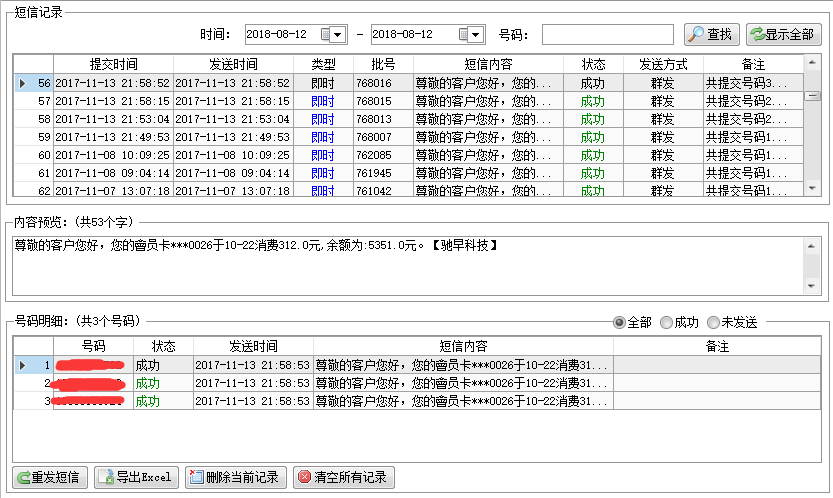 短信记录
时间： 2018-08-12 - 2018-08-12 号码： 查找 显示全部
提交时间 发送时间 类型 批号 短信内容 状态 发送方式 备注
56 2017-11-13 21:58:52 2017-11-13 21:58:52 即时 768016 尊敬的客户您好，您的... 成功 群发 共提交号码3...
57 2017-11-13 21:58:15 2017-11-13 21:58:15 即时 768015 尊敬的客户您好，您的... 成功 群发 共提交号码2...
58 2017-11-13 21:53:04 2017-11-13 21:53:04 即时 768013 尊敬的客户您好，您的... 成功 群发 共提交号码2...
59 2017-11-13 21:49:53 2017-11-13 21:49:53 即时 768007 尊敬的客户您好，您的... 成功 群发 共提交号码1...
60 2017-11-08 10:09:25 2017-11-08 10:09:25 即时 762085 尊敬的客户您好，您的... 成功 群发 共提交号码1...
61 2017-11-08 09:04:14 2017-11-08 09:04:14 即时 761945 尊敬的客户您好，您的... 成功 群发 共提交号码1...
62 2017-11-07 13:07:18 2017-11-07 13:07:18 即时 761042 尊敬的客户您好，您的... 成功 群发 共提交号码1...
内容预览：(共53个字)
尊敬的客户您好，您的會员卡***0026于10-22消费312.0元,余额为:5351.0元。【驰早科技】
号码明细：(共3个号码) 全部 成功 未发送
号码 状态 发送时间 短信内容 备注
1 成功 2017-11-13 21:58:53 尊敬的客户您好，您的會员卡***0026于10-22消费31...
2 成功 2017-11-13 21:58:53 尊敬的客户您好，您的會员卡***0026于10-22消费31...
3 成功 2017-11-13 21:58:53 尊敬的客户您好，您的會员卡***0026于10-22消费31...
重发短信 导出Excel 删除当前记录 清空所有记录